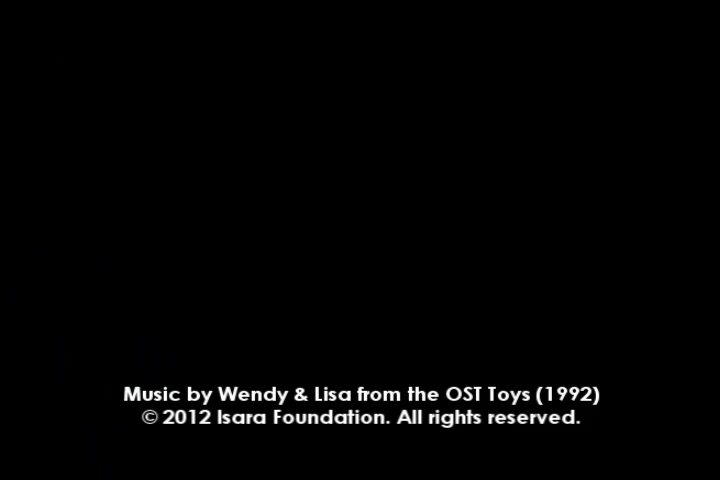 Music by Wendy & Lisa from the OST Toys (1992)
© 2012 Isara Foundation. All rights reserved.